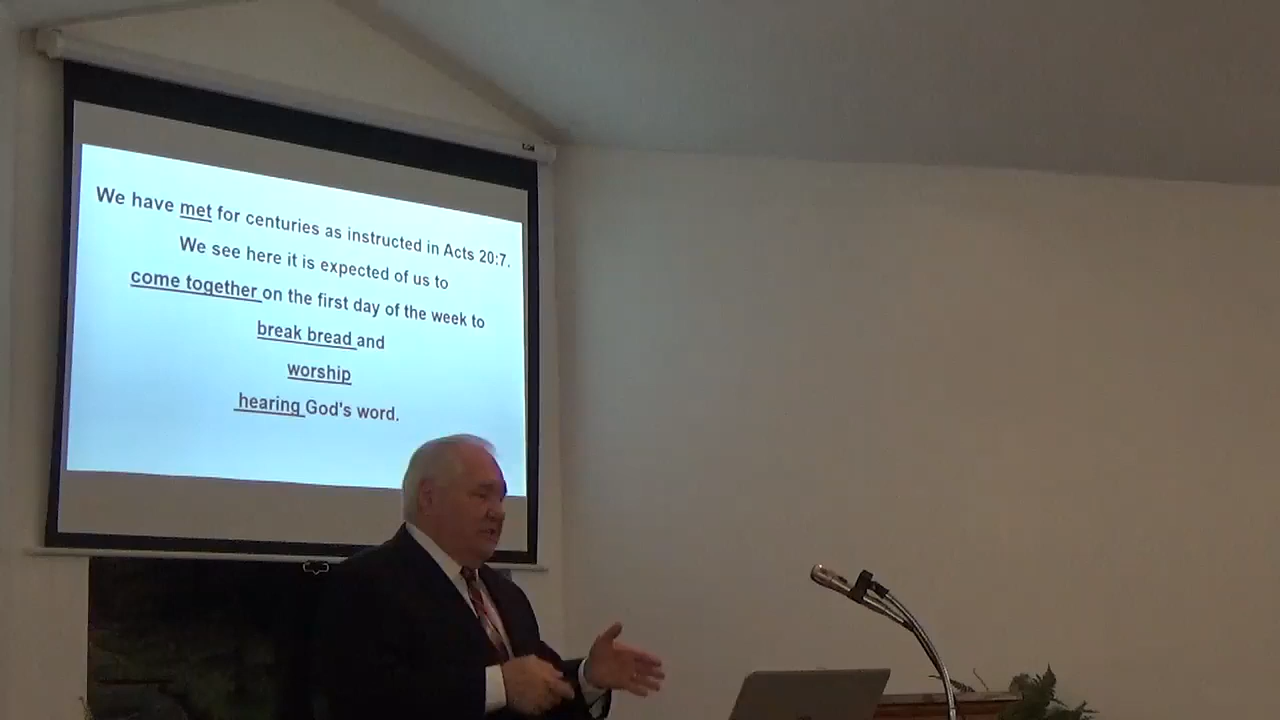 We have met for centuries as instructed in Acts 20:7.
We see here it is expected of us to
come together on the first day of the week to
break bread and
worship
hearing God's word.